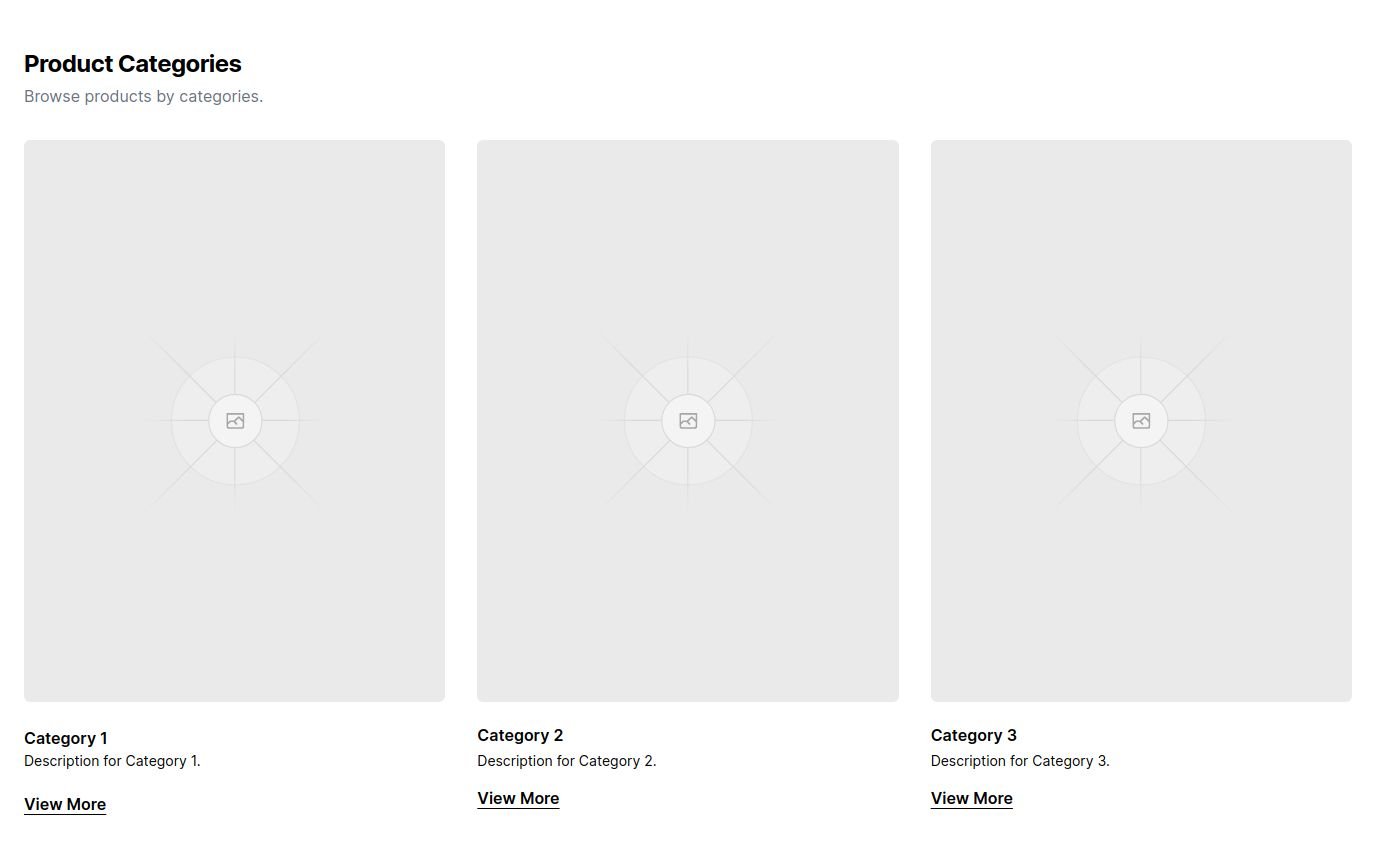 Product Categories
Browse products by categories.
Category 1
Description for Category 1.
View More
Category 2
Description for Category 2.
View More
Category 3
Description for Category 3.
View More